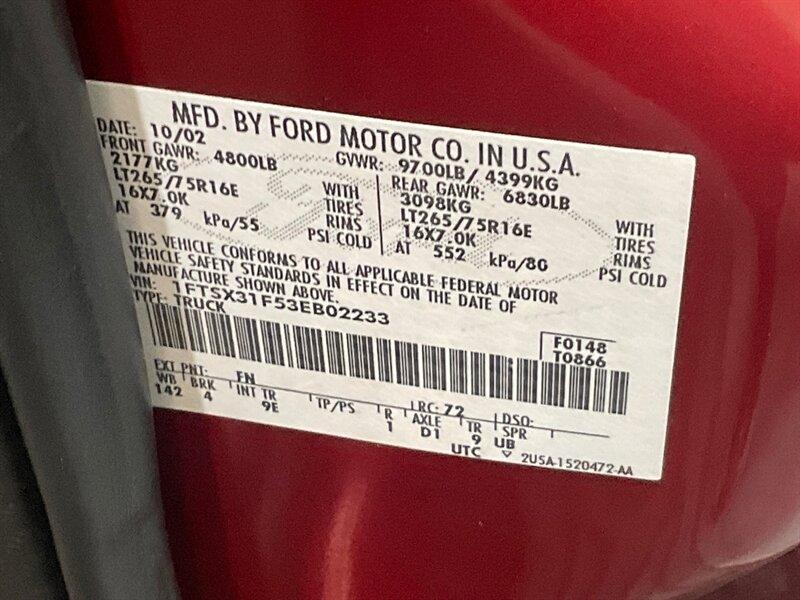 MFD. BY FORD MOTOR CO. IN U.S.A.
DATE: 10/02 GVWR: 9700LB/ 4399KG
FRONT GAWR: 4800LB REAR GAWR: 6830LB
2177KG WITH 3098KG WITH
LT265/75R16E TIRES LT265/75R16E TIRES
16X7.0K RIMS 16X7.0K RIMS
AT 379 kPa/55 PSI COLD AT 552 kPa/80 PSI COLD
THIS VEHICLE CONFORMS TO ALL APPLICABLE FEDERAL MOTOR
VEHICLE SAFETY STANDARDS IN EFFECT ON THE DATE OF
MANUFACTURE SHOWN ABOVE.
VIN: 1FTSX31F53EB02233
TYPE: TRUCK
F0148
T0866
EXT PNT: FN LRC: 72 DSO:
WB BRK INT TR TP/PS R AXLE TR SPR
142 4 9E 1 D1 9 UB
UTC 2USA-1520472-AA